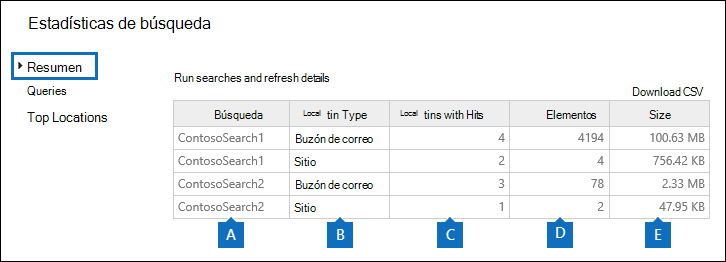 Estadísticas de búsqueda
Resumen
Queries
Top Locations
Run searches and refresh details
Download CSV
Búsqueda Local tin Type Local tins with Hits Elementos Size
ContosoSearch1 Buzón de correo 4 4194 100.63 MB
ContosoSearch1 Sitio 2 4 756.42 KB
ContosoSearch2 Buzón de correo 3 78 2.33 MB
ContosoSearch2 Sitio 1 2 47.95 KB
A B C D E